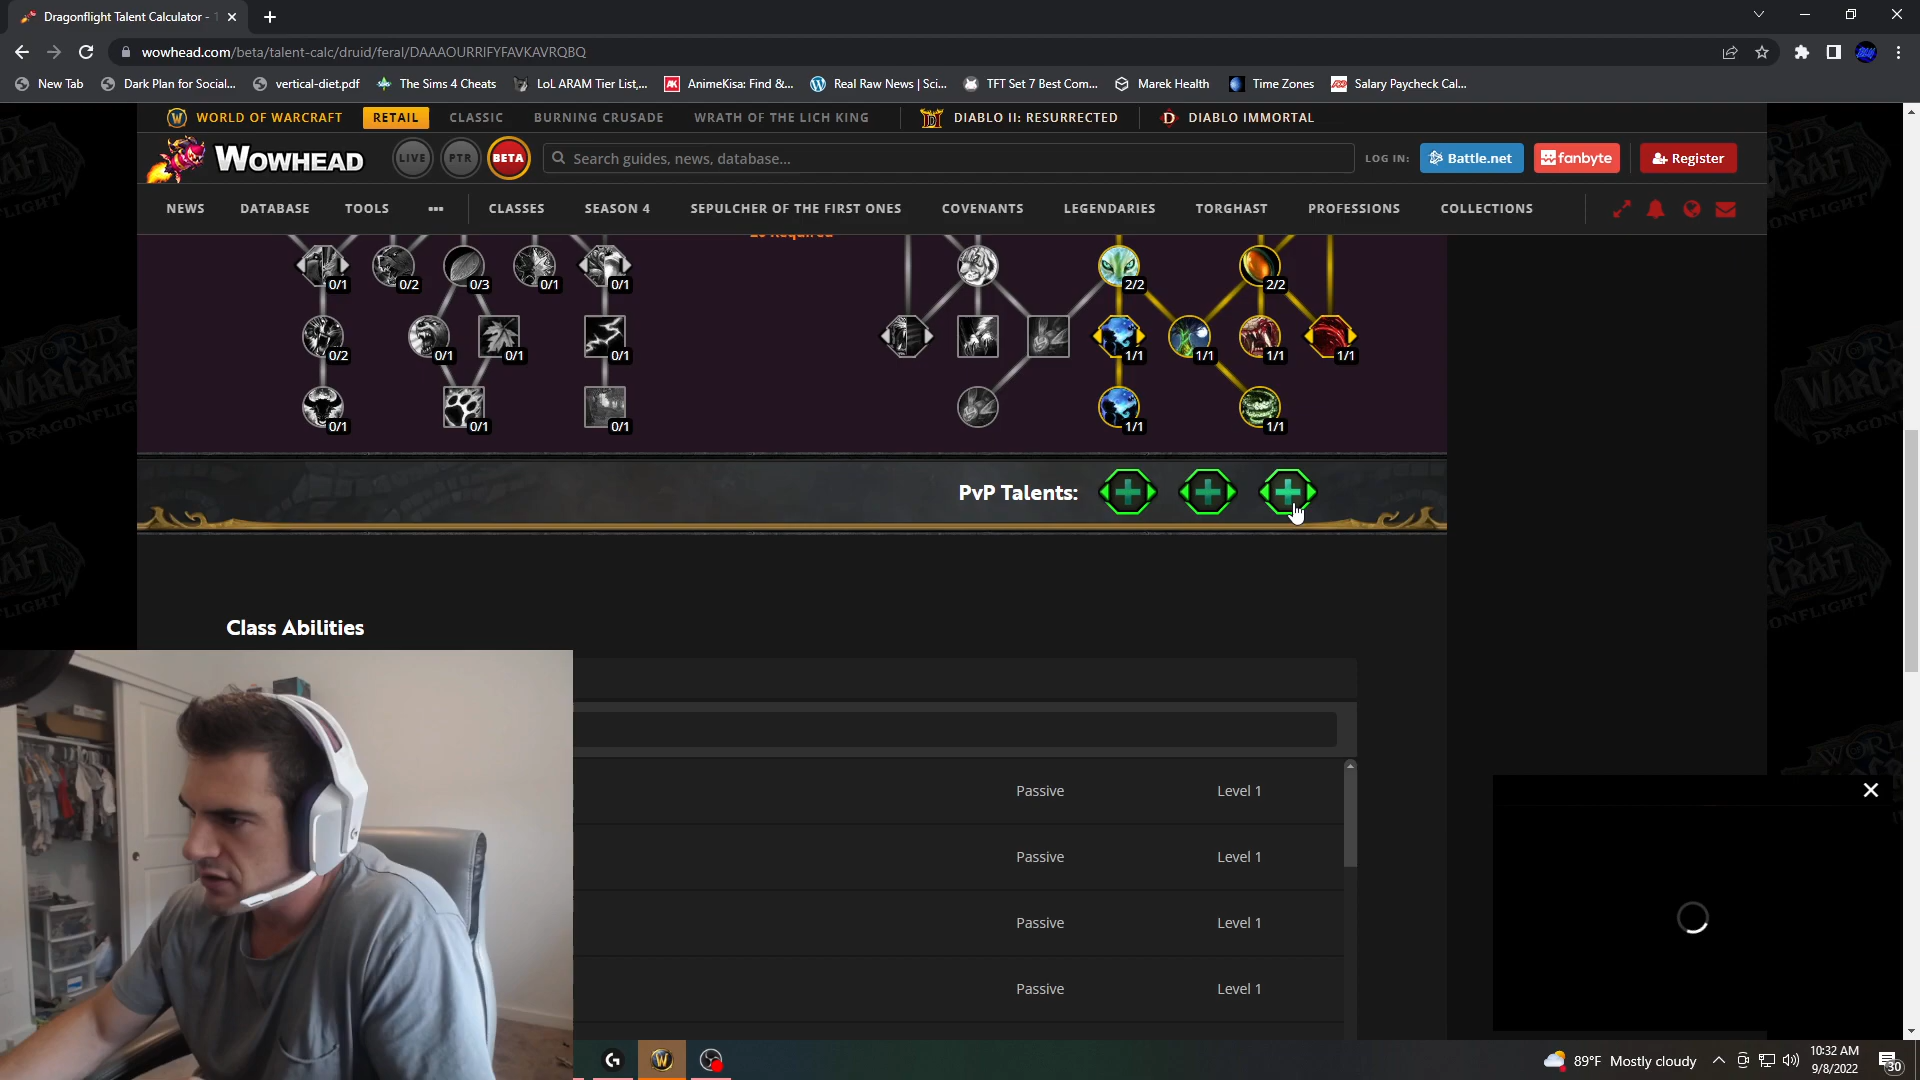 Dragonflight Talent Calculator - 1
wowhead.com/beta/talent-calc/druid/feral/DAAAOURRIFYFAVKAVRQBQ
New Tab
Dark Plan for Social...
vertical-diet.pdf
The Sims 4 Cheats
LoL ARAM Tier List,...
AK
AnimeKisa: Find &...
Real Raw News | Sci...
TFT Set 7 Best Com...
Marek Health
Time Zones
Salary Paycheck Cal...
WORLD OF WARCRAFT
RETAIL
CLASSIC
BURNING CRUSADE
WRATH OF THE LICH KING
DIABLO II: RESURRECTED
DIABLO IMMORTAL
WOWHEAD
LIVE
PTR
BETA
Search guides, news, database...
LOG IN:
Battle.net
fanbyte
Register
NEWS
DATABASE
TOOLS
CLASSES
SEASON 4
SEPULCHER OF THE FIRST ONES
COVENANTS
LEGENDARIES
TORGHAST
PROFESSIONS
COLLECTIONS
0/1
0/2
0/3
0/1
0/1
2/2
2/2
0/2
0/1
0/1
0/1
1/1
1/1
1/1
1/1
0/1
0/1
0/1
1/1
1/1
PvP Talents:
Class Abilities
Passive
Level 1
Passive
Level 1
Passive
Level 1
Passive
Level 1
89°F Mostly cloudy
10:32 AM
9/8/2022
30